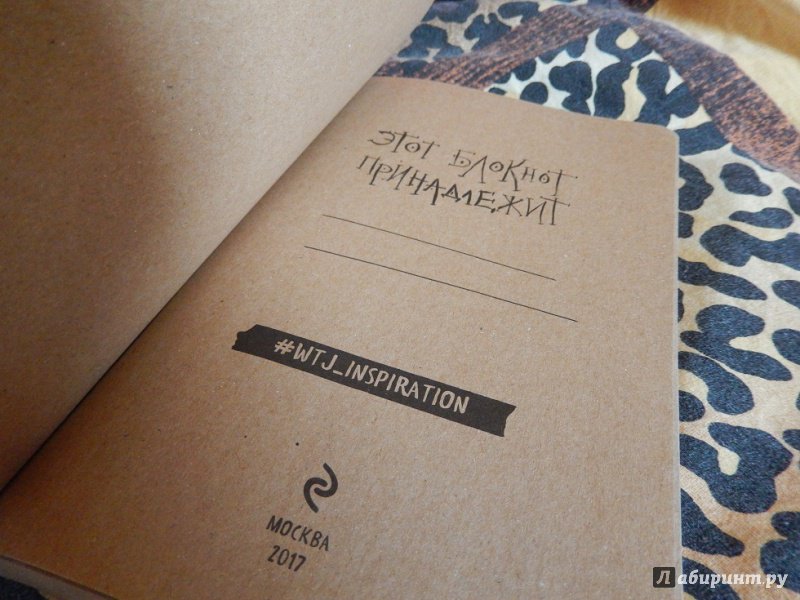 ЭТОТ БЛОКНОТ
ПРИНАДЛЕЖИТ
#WTJ_INSPIRATION
МОСКВА
2017
Лабиринт.ру